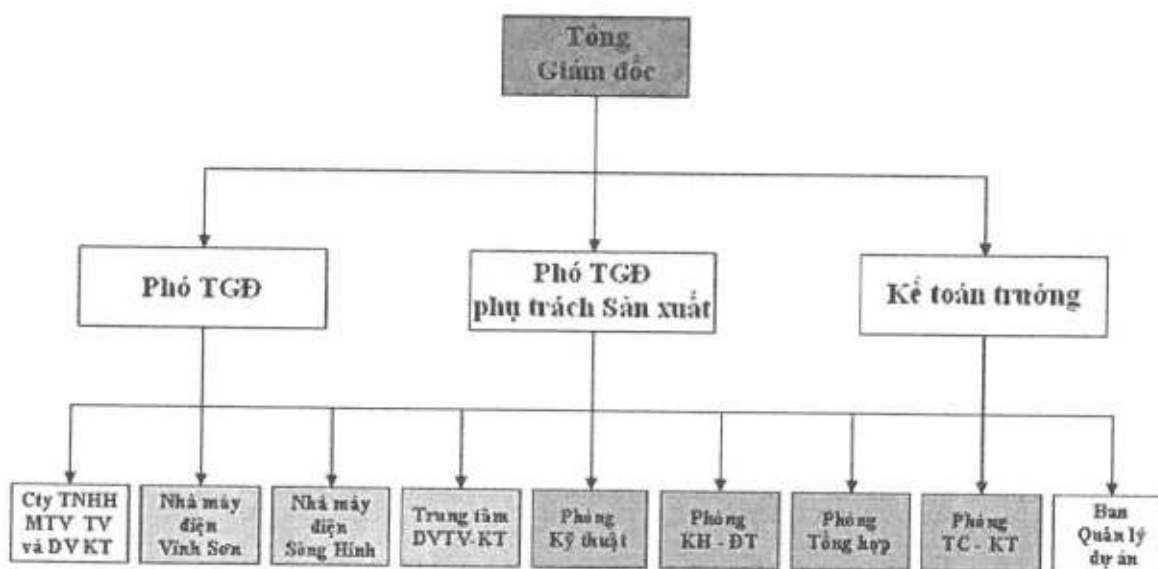 Tổng
Giám đốc
Phó TGĐ
Phó TGĐ
phụ trách Sản xuất
Kế toán trưởng
Cty TNHH
MTV TV
và DV KT
Nhà máy
điện
Vĩnh Sơn
Nhà máy
điện
Sông Hinh
Trung tâm
DVTV-KT
Phòng
Kỹ thuật
Phòng
KH - ĐT
Phòng
Tổng hợp
Phòng
TC - KT
Ban
Quản lý
dự án